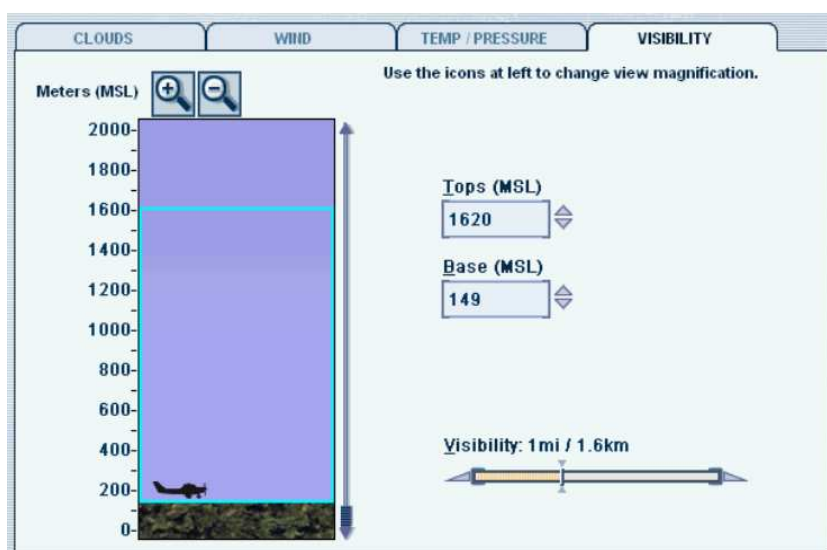 CLOUDS WIND TEMP / PRESSURE VISIBILITY
Use the icons at left to change view magnification.
Meters (MSL)
2000-
1800-
1600-
1400-
1200-
1000-
800-
600-
400-
200-
0-
Tops (MSL)
1620
Base (MSL)
149
Visibility: 1mi / 1.6km